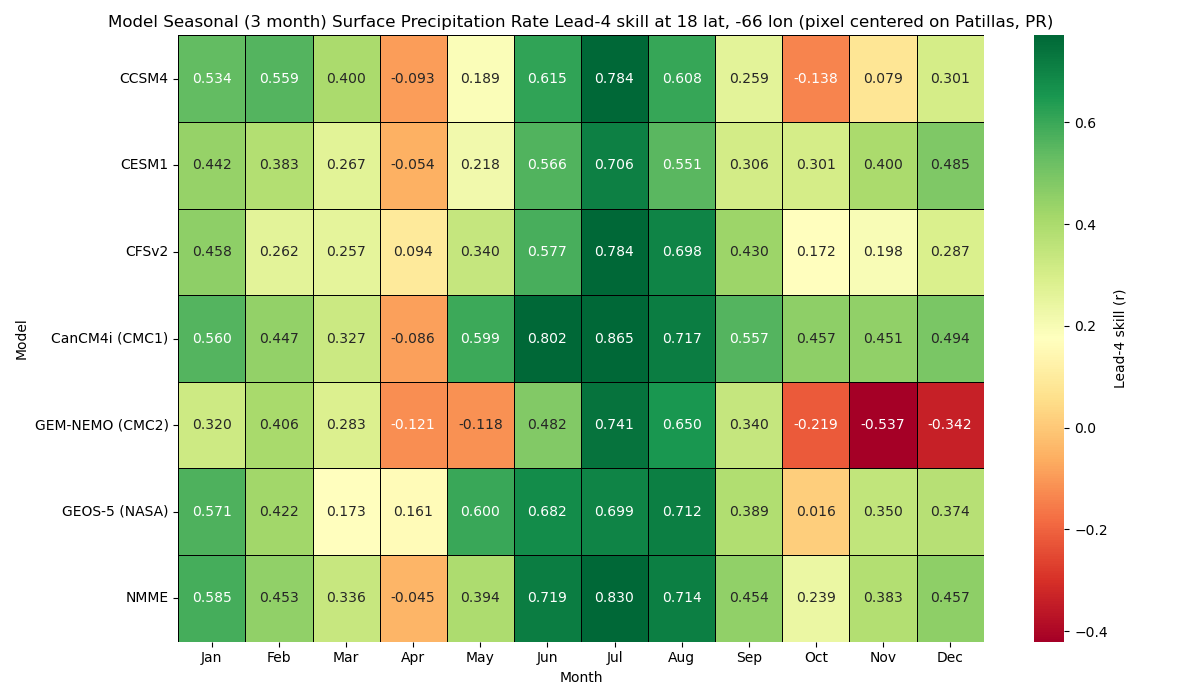 Model Seasonal (3 month) Surface Precipitation Rate Lead-4 skill at 18 lat, -66 lon (pixel centered on Patillas, PR)
Model
CCSM4 0.534 0.559 0.400 -0.093 0.189 0.615 0.784 0.608 0.259 -0.138 0.079 0.301
CESM1 0.442 0.383 0.267 -0.054 0.218 0.566 0.706 0.551 0.306 0.301 0.400 0.485
CFSv2 0.458 0.262 0.257 0.094 0.340 0.577 0.784 0.698 0.430 0.172 0.198 0.287
CanCM4i (CMC1) 0.560 0.447 0.327 -0.086 0.599 0.802 0.865 0.717 0.557 0.457 0.451 0.494
GEM-NEMO (CMC2) 0.320 0.406 0.283 -0.121 -0.118 0.482 0.741 0.650 0.340 -0.219 -0.537 -0.342
GEOS-5 (NASA) 0.571 0.422 0.173 0.161 0.600 0.682 0.699 0.712 0.389 0.016 0.350 0.374
NMME 0.585 0.453 0.336 -0.045 0.394 0.719 0.830 0.714 0.454 0.239 0.383 0.457
Jan Feb Mar Apr May Jun Jul Aug Sep Oct Nov Dec
Month
0.6
0.4
0.2
0.0
−0.2
−0.4
Lead-4 skill (r)